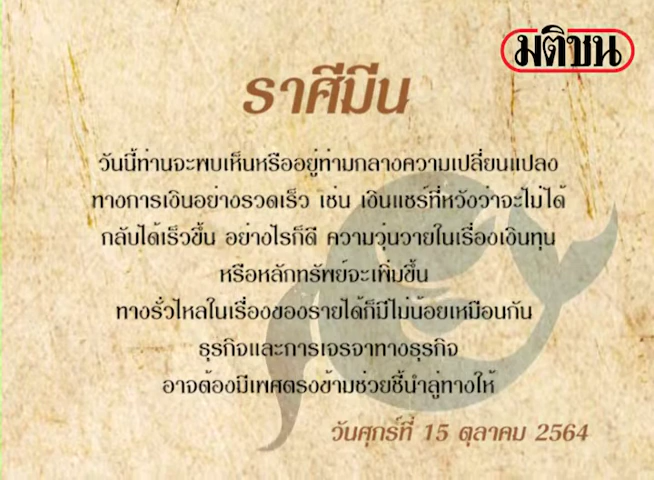 มติชน
ราศีมีน
วันนี้ท่านจะพบเห็นหรืออยู่ท่ามกลางความเปลี่ยนแปลง
ทางการเงินอย่างรวดเร็ว เช่น เงินแชร์ที่หวังว่าจะไม่ได้
กลับได้เร็วขึ้น อย่างไรก็ดี ความวุ่นวายในเรื่องเงินทุน
หรือหลักทรัพย์จะเพิ่มขึ้น
ทางรั่วไหลในเรื่องของรายได้ก็มีไม่น้อยเหมือนกัน
ธุรกิจและการเจรจาทางธุรกิจ
อาจต้องมีเพศตรงข้ามช่วยชี้นำลู่ทางให้
วันศุกร์ที่ 15 ตุลาคม 2564